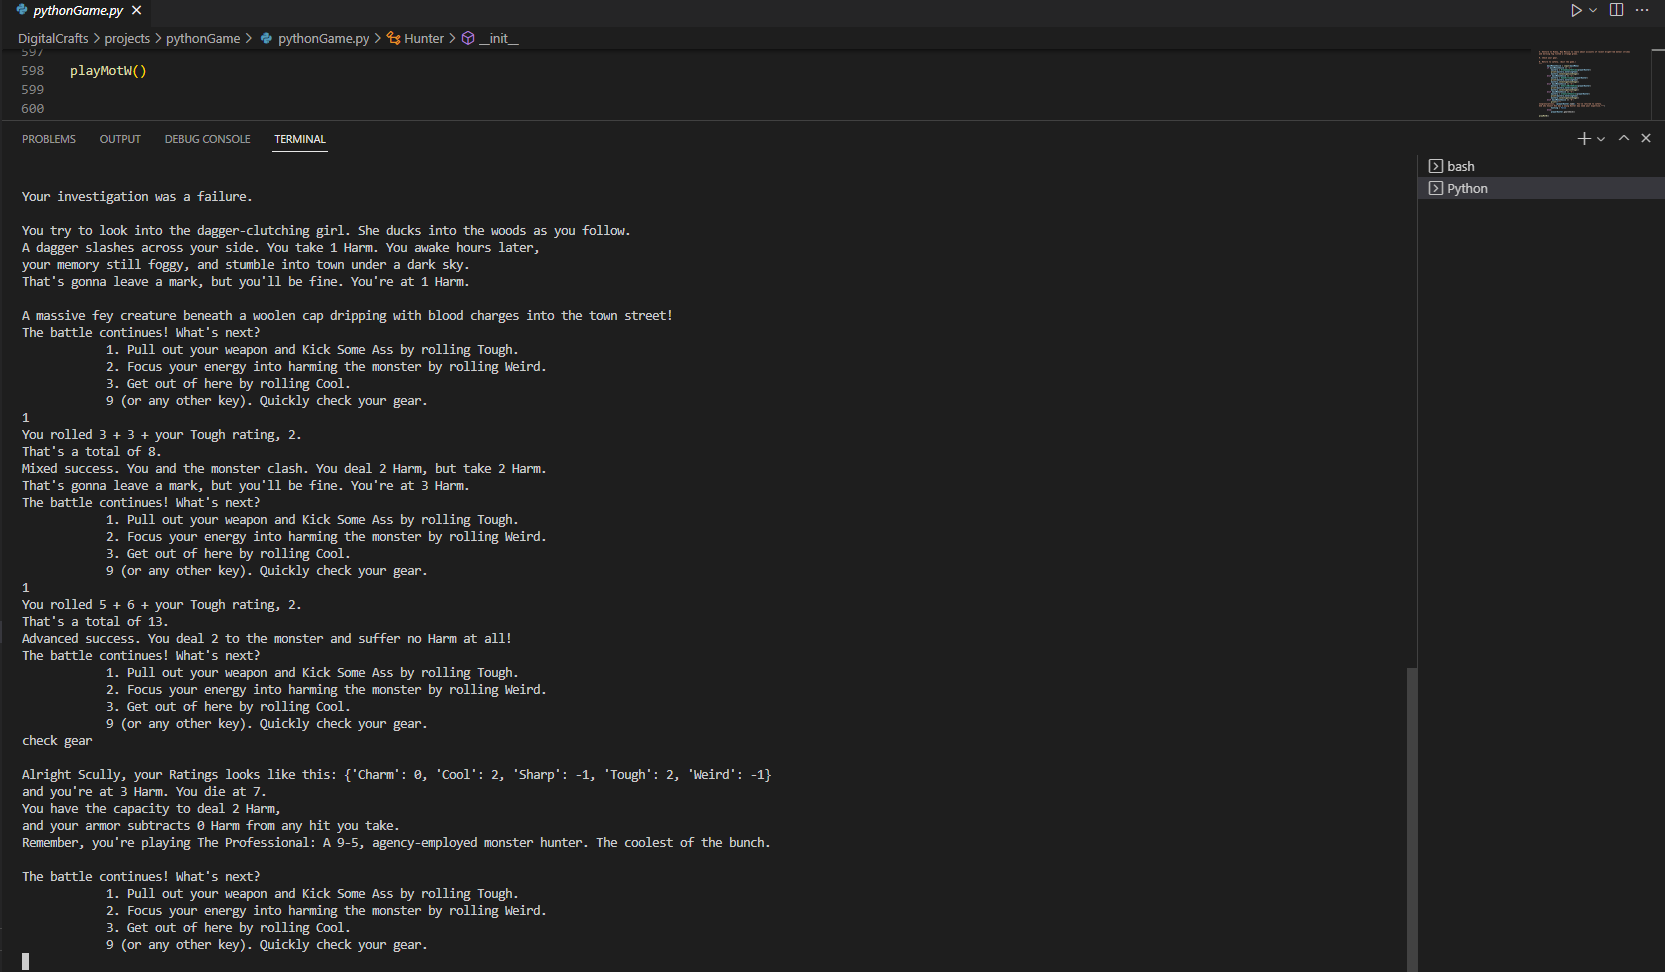 pythonGame.py
DigitalCrafts > projects > pythonGame > pythonGame.py > Hunter > __init__
597
598 playMotW()
599
600
PROBLEMS OUTPUT DEBUG CONSOLE TERMINAL
bash
Python
Your investigation was a failure.
You try to look into the dagger-clutching girl. She ducks into the woods as you follow.
A dagger slashes across your side. You take 1 Harm. You awake hours later,
your memory still foggy, and stumble into town under a dark sky.
That's gonna leave a mark, but you'll be fine. You're at 1 Harm.
A massive fey creature beneath a woolen cap dripping with blood charges into the town street!
The battle continues! What's next?
1. Pull out your weapon and Kick Some Ass by rolling Tough.
2. Focus your energy into harming the monster by rolling Weird.
3. Get out of here by rolling Cool.
9 (or any other key). Quickly check your gear.
1
You rolled 3 + 3 + your Tough rating, 2.
That's a total of 8.
Mixed success. You and the monster clash. You deal 2 Harm, but take 2 Harm.
That's gonna leave a mark, but you'll be fine. You're at 3 Harm.
The battle continues! What's next?
1. Pull out your weapon and Kick Some Ass by rolling Tough.
2. Focus your energy into harming the monster by rolling Weird.
3. Get out of here by rolling Cool.
9 (or any other key). Quickly check your gear.
1
You rolled 5 + 6 + your Tough rating, 2.
That's a total of 13.
Advanced success. You deal 2 to the monster and suffer no Harm at all!
The battle continues! What's next?
1. Pull out your weapon and Kick Some Ass by rolling Tough.
2. Focus your energy into harming the monster by rolling Weird.
3. Get out of here by rolling Cool.
9 (or any other key). Quickly check your gear.
check gear
Alright Scully, your Ratings looks like this: {'Charm': 0, 'Cool': 2, 'Sharp': -1, 'Tough': 2, 'Weird': -1}
and you're at 3 Harm. You die at 7.
You have the capacity to deal 2 Harm,
and your armor subtracts 0 Harm from any hit you take.
Remember, you're playing The Professional: A 9-5, agency-employed monster hunter. The coolest of the bunch.
The battle continues! What's next?
1. Pull out your weapon and Kick Some Ass by rolling Tough.
2. Focus your energy into harming the monster by rolling Weird.
3. Get out of here by rolling Cool.
9 (or any other key). Quickly check your gear.